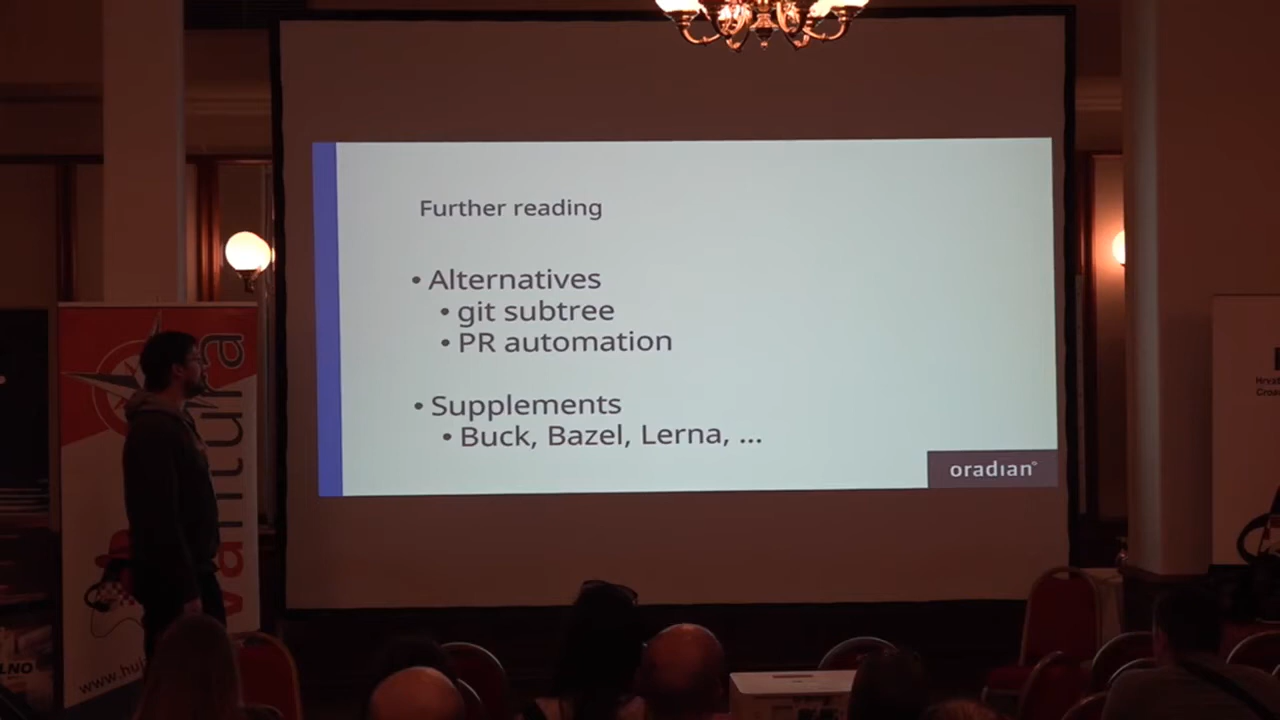 Further reading
• Alternatives
• git subtree
• PR automation
• Supplements
• Buck, Bazel, Lerna, ...
oradian